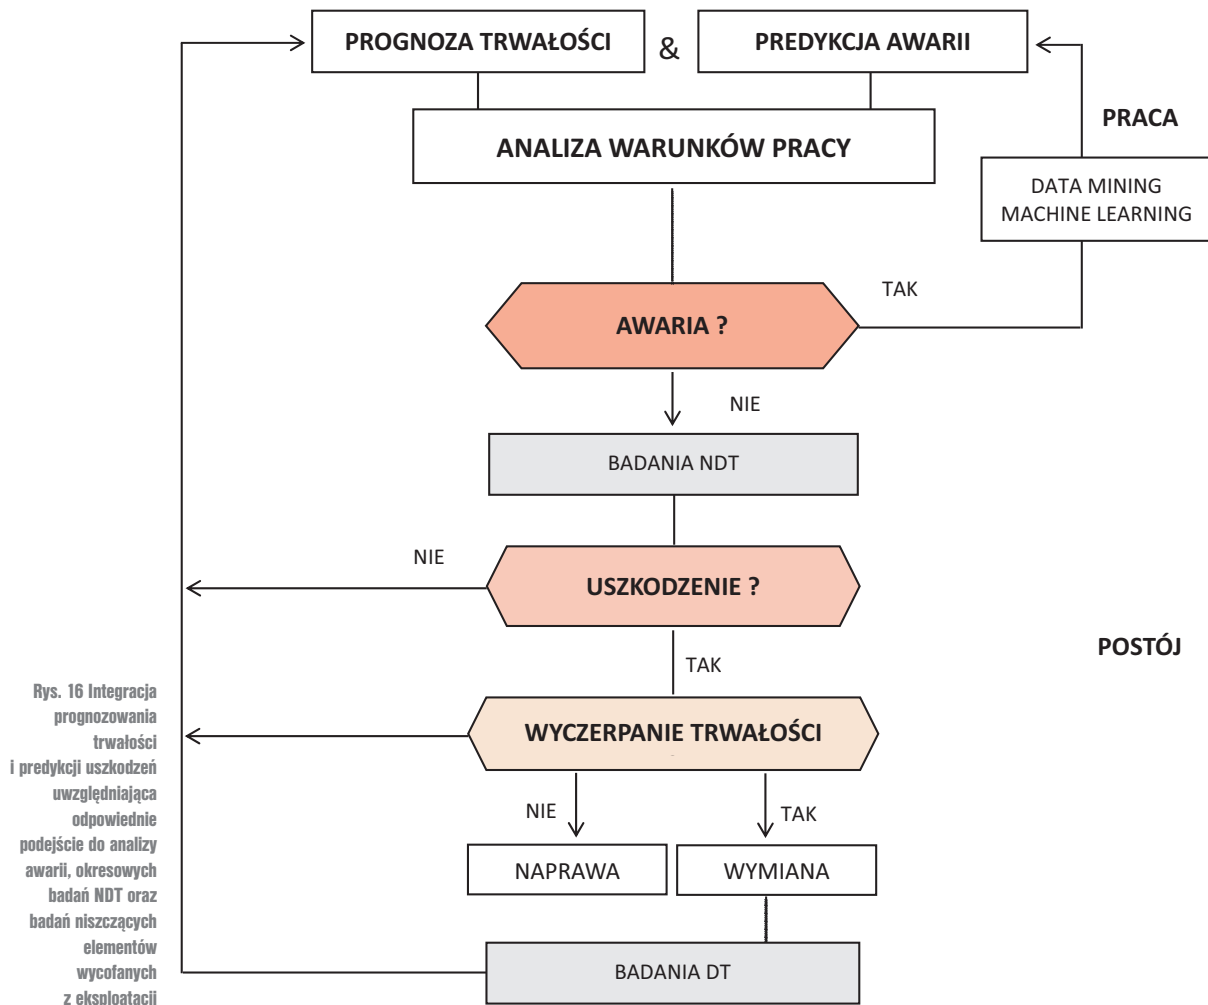 PROGNOZA TRWAŁOŚCI
&
PREDYKCJA AWARII
PRACA
ANALIZA WARUNKÓW PRACY
DATA MINING
MACHINE LEARNING
TAK
AWARIA ?
NIE
BADANIA NDT
NIE
USZKODZENIE ?
POSTÓJ
TAK
WYCZERPANIE TRWAŁOŚCI
NIE
TAK
NAPRAWA
WYMIANA
BADANIA DT
Rys. 16 Integracja
prognozowania
trwałości
i predykcji uszkodzeń
uwzględniająca
odpowiednie
podejście do analizy
awarii, okresowych
badań NDT oraz
badań niszczących
elementów
wycofanych
z eksploatacji